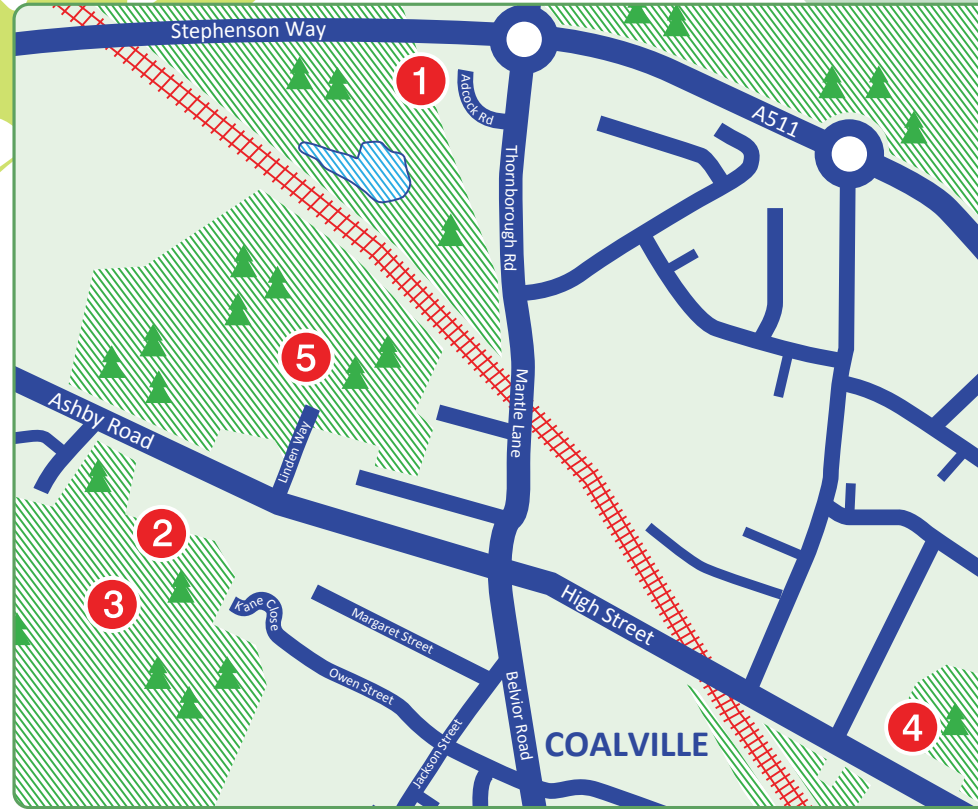 Stephenson Way
1
Adcock Rd
A511
Thornborough Rd
5
Mantle Lane
Ashby Road
Linden Way
2
3
Kane Close
Margaret Street
High Street
Owen Street
Belvior Road
Jackson Street
COALVILLE
4